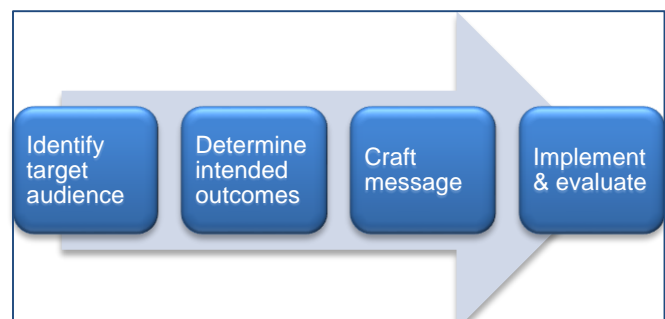 Identify
target
audience
Determine
intended
outcomes
Craft
message
Implement
& evaluate